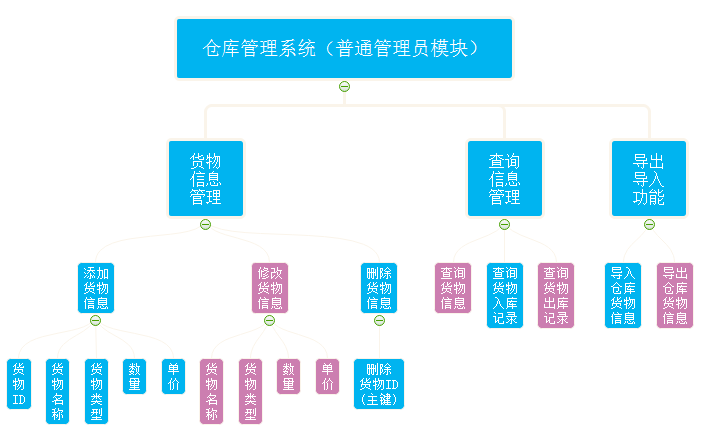 仓库管理系统（普通管理员模块）
货物
信息
管理
查询
信息
管理
导出
导入
功能
添加
货物
信息
修改
货物
信息
删除
货物
信息
查询
货物
信息
查询
货物
入库
记录
查询
货物
出库
记录
导入
仓库
货物
信息
导出
仓库
货物
信息
货
物
ID
货
物
名
称
货
物
类
型
数
量
单
价
货
物
名
称
货
物
类
型
数
量
单
价
删除
货物ID
（主键）